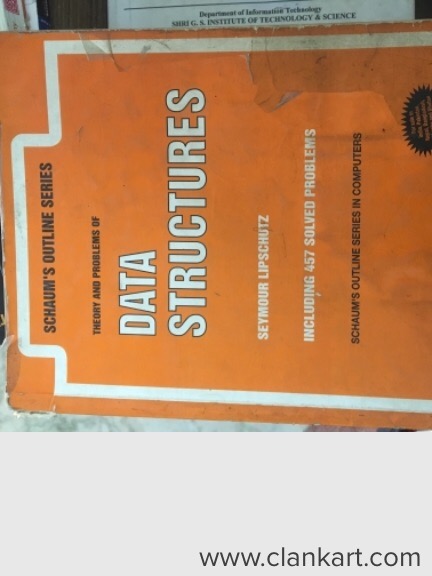 Department of Information Technology
SHRI G. S. INSTITUTE OF TECHNOLOGY & SCIENCE
SCHAUM'S OUTLINE SERIES
THEORY AND PROBLEMS OF
DATA
STRUCTURES
SEYMOUR LIPSCHUTZ
INCLUDING 457 SOLVED PROBLEMS
SCHAUM'S OUTLINE SERIES IN COMPUTERS
www.clankart.com